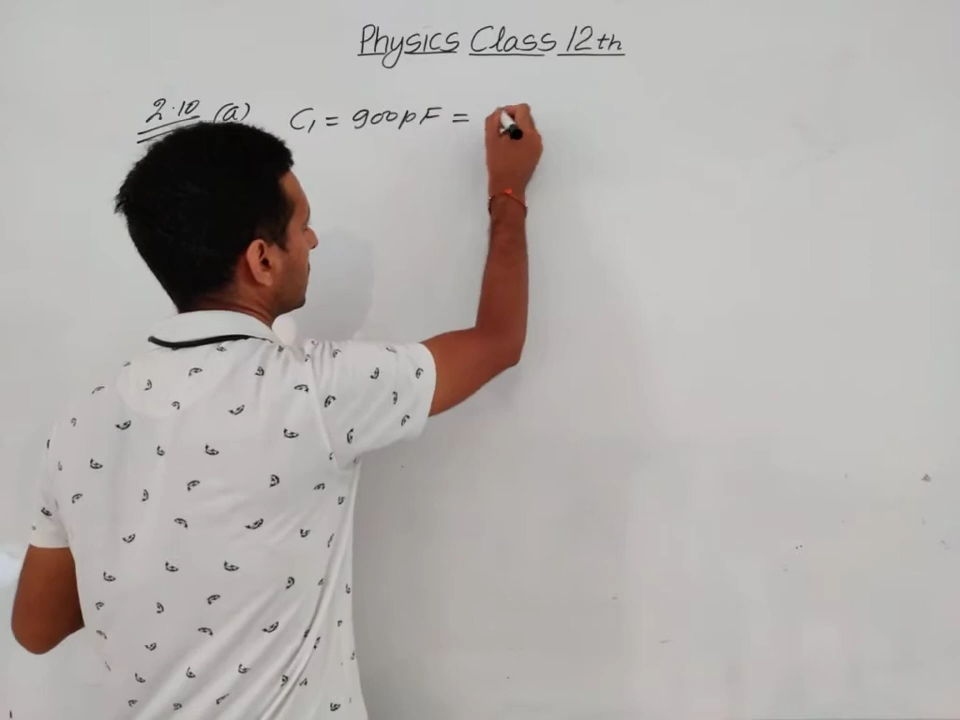 Physics Class 12th
2.10 (a) C₁ = 900pF =